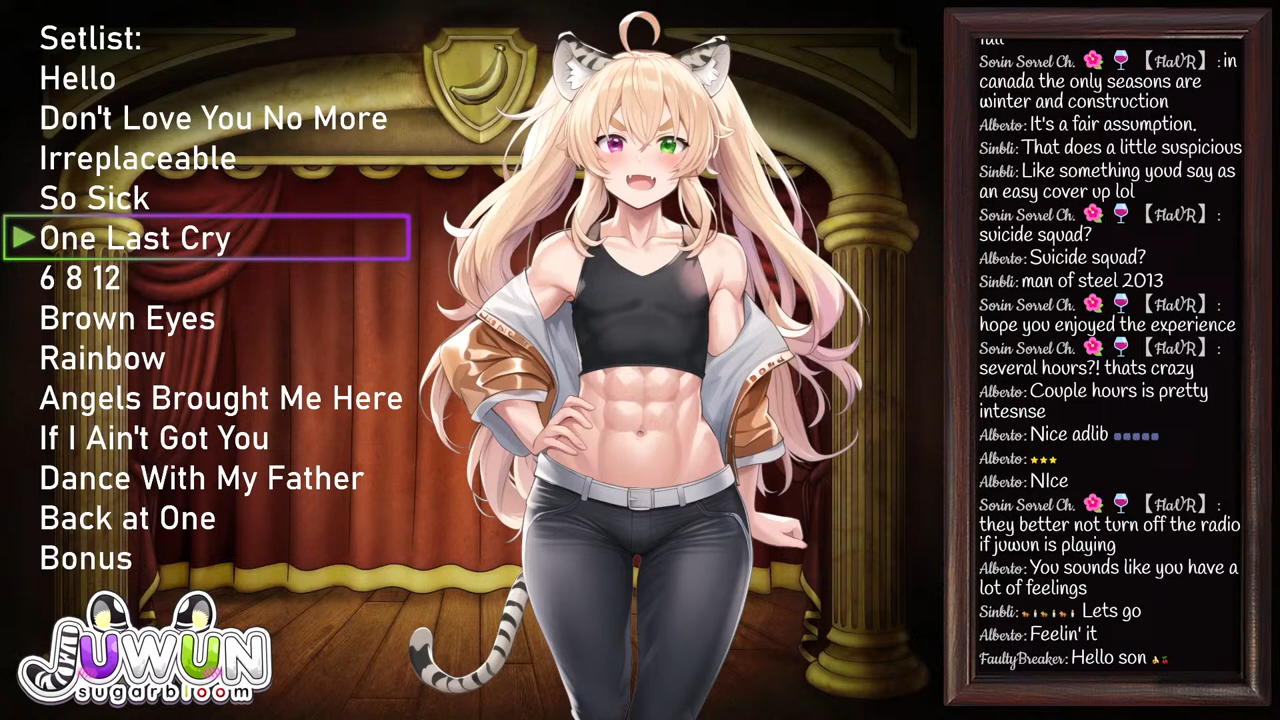 Setlist:
Hello
Don't Love You No More
Irreplaceable
So Sick
One Last Cry
6 8 12
Brown Eyes
Rainbow
Angels Brought Me Here
If I Ain't Got You
Dance With My Father
Back at One
Bonus
JUWUN
sugarbloom
Sorin Sorrel Ch. 🌺 🍷 【HaVR】 : in
canada the only seasons are
winter and construction
Alberto: It's a fair assumption.
Sinbli: That does a little suspicious
Sinbli: Like something youd say as
an easy cover up lol
Sorin Sorrel Ch. 🌺 🍷 【HaVR】 :
suicide squad?
Alberto: Suicide squad?
Sinbli: man of steel 2013
Sorin Sorrel Ch. 🌺 🍷 【HaVR】 :
hope you enjoyed the experience
Sorin Sorrel Ch. 🌺 🍷 【HaVR】 :
several hours?! thats crazy
Alberto: Couple hours is pretty
intesnse
Alberto: Nice adlib
Alberto: ⭐⭐⭐
Alberto: NIce
Sorin Sorrel Ch. 🌺 🍷 【HaVR】 :
they better not turn off the radio
if juwun is playing
Alberto: You sounds like you have a
lot of feelings
Sinbli: Lets go
Alberto: Feelin' it
FaultyBreaker: Hello son 🍌🍒